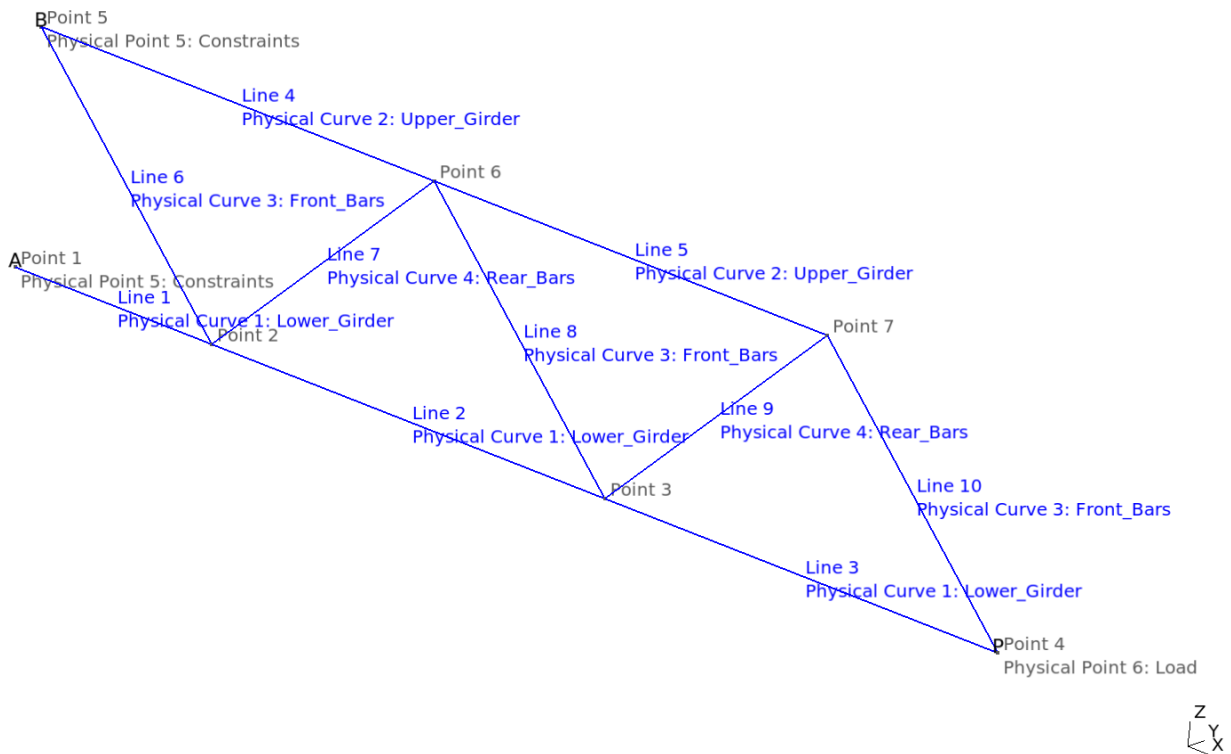 B Point 5
Physical Point 5: Constraints
Line 4
Physical Curve 2: Upper_Girder
Point 6
Line 6
Physical Curve 3: Front_Bars
Line 7
Physical Curve 4: Rear_Bars
Line 5
Physical Curve 2: Upper_Girder
A Point 1
Physical Point 5: Constraints
Line 1
Physical Curve 1: Lower_Girder
Point 2
Line 8
Physical Curve 3: Front_Bars
Point 7
Line 2
Physical Curve 1: Lower_Girder
Line 9
Physical Curve 4: Rear_Bars
Point 3
Line 10
Physical Curve 3: Front_Bars
Line 3
Physical Curve 1: Lower_Girder
P Point 4
Physical Point 6: Load
Z
Y
X